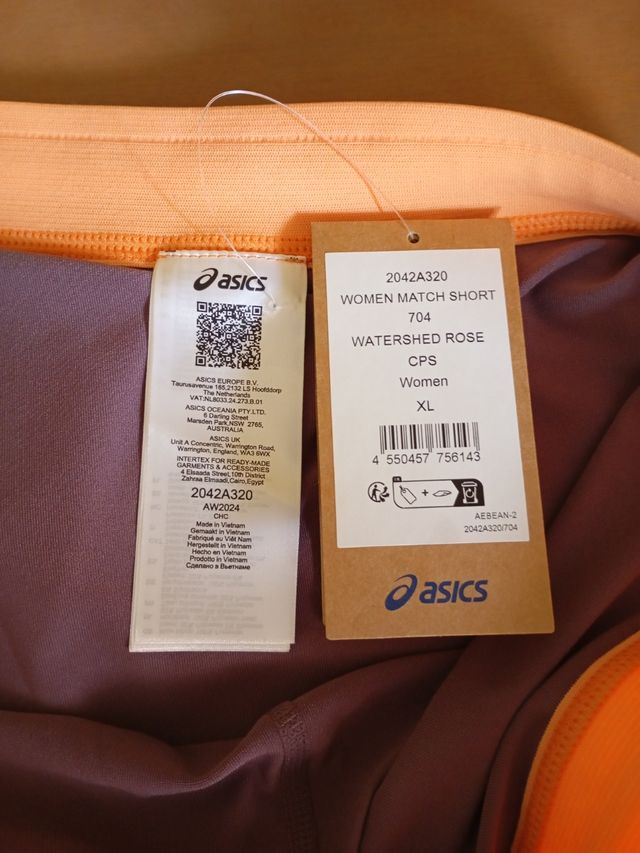 asics
ASICS EUROPE B.V.
Taurusavenue 165,2132 LS Hoofddorp
The Netherlands
VAT:NL8033.24.273.B.01
ASICS OCEANIA PTY.LTD.
6 Darling Street
Marsden Park,NSW 2765,
AUSTRALIA
ASICS UK
Unit A Concentric, Warrington Road,
Warrington, England, WA3 6WX
INTERTEX FOR READY-MADE
GARMENTS & ACCESSORIES
4 Elsaada Street,10th District
Zahraa Elmaadi,Cairo,Egypt
2042A320
AW2024
CHC
Made in Vietnam
Gemaakt in Vietnam
Fabriqué au Viêt Nam
Hergestellt in Vietnam
Hecho en Vietnam
Prodotto in Vietnam
Сделано в Вьетнаме
2042A320
WOMEN MATCH SHORT
704
WATERSHED ROSE
CPS
Women
XL
4 550457 756143
AEBEAN-2
2042A320/704
asics